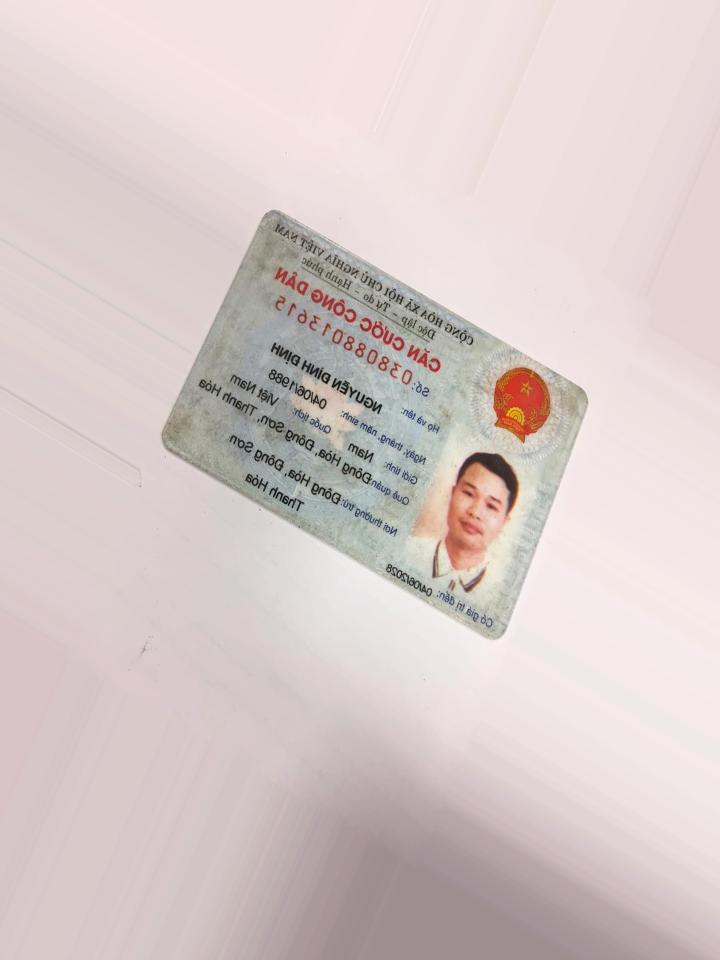 CỘNG HÒA XÃ HỘI CHỦ NGHĨA VIỆT NAM
Độc lập - Tự do - Hạnh phúc
CĂN CƯỚC CÔNG DÂN
Số: 038088013615
Họ và tên: NGUYỄN ĐÌNH ĐỊNH
Ngày, tháng, năm sinh: 04/06/1988
Giới tính: Nam Quốc tịch: Việt Nam
Quê quán: Đông Hòa, Đông Sơn, Thanh Hóa
Nơi thường trú: Đông Hòa, Đông Sơn
Thanh Hóa
Có giá trị đến: 04/06/2028